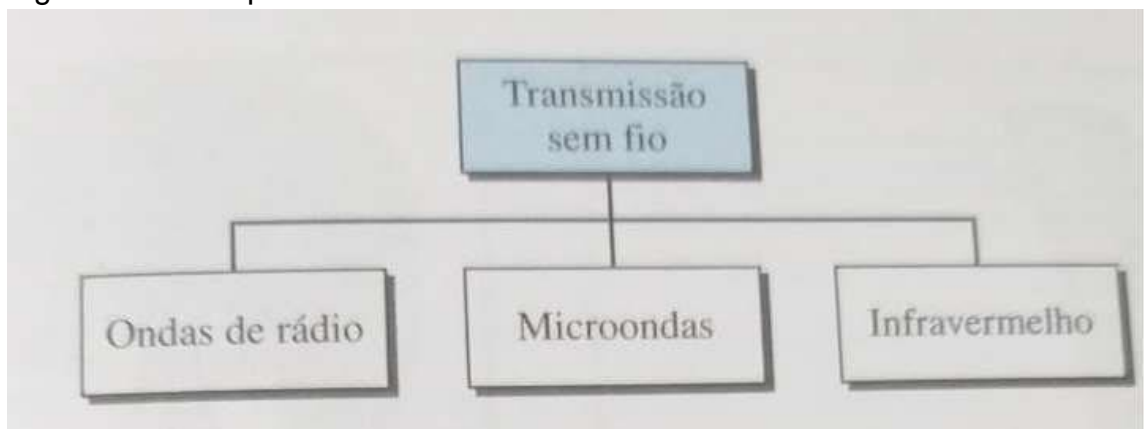 Transmissão
sem fio
Ondas de rádio
Microondas
Infravermelho